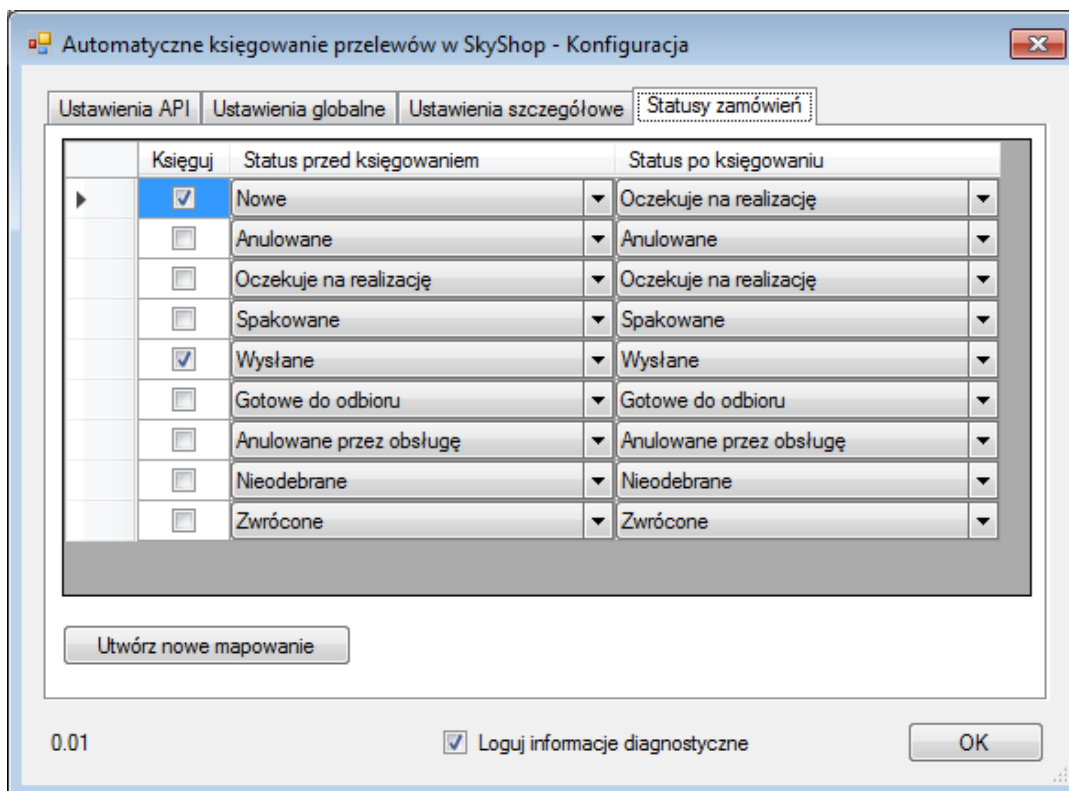 Automatyczne księgowanie przelewów w SkyShop - Konfiguracja
Ustawienia API Ustawienia globalne Ustawienia szczegółowe Statusy zamówień
Księguj Status przed księgowaniem Status po księgowaniu
Nowe Oczekuje na realizację
Anulowane Anulowane
Oczekuje na realizację Oczekuje na realizację
Spakowane Spakowane
Wysłane Wysłane
Gotowe do odbioru Gotowe do odbioru
Anulowane przez obsługę Anulowane przez obsługę
Nieodebrane Nieodebrane
Zwrócone Zwrócone
Utwórz nowe mapowanie
0.01 Loguj informacje diagnostyczne OK